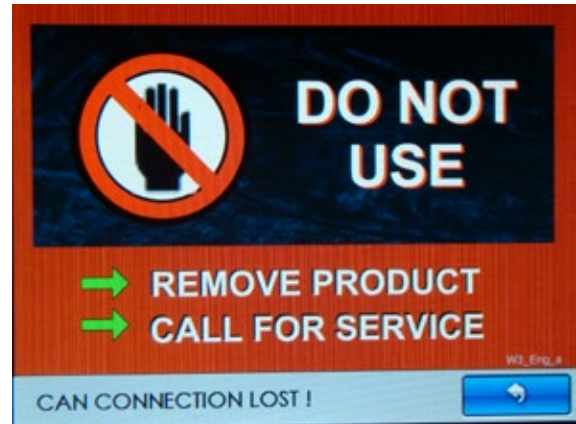 DO NOT
USE
REMOVE PRODUCT
CALL FOR SERVICE
W3_Eng_a
CAN CONNECTION LOST !